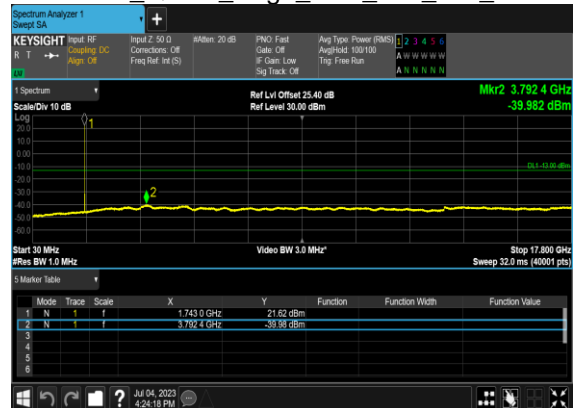 Spectrum Analyzer 1
Swept SA
+
KEYSIGHT Input: RF Input Z: 50 Ω #Atten: 20 dB PNO: Fast Avg Type: Power (RMS) 1 2 3 4 5 6
R T Coupling: DC Corrections: Off Gate: Off Avg|Hold: 100/100 A W W W W W
Align: Off Freq Ref: Int (S) IF Gain: Low Trig: Free Run
Sig Track: Off A N N N N N
1 Spectrum
Scale/Div 10 dB Ref Lvl Offset 25.40 dB Mkr2 3.792 4 GHz
Ref Level 30.00 dBm -39.982 dBm
Log
20.0
10.0
0.00
-10.0
DL1 -13.00 dBm
-20.0
-30.0
-40.0
-50.0
-60.0
1
2
Start 30 MHz Video BW 3.0 MHz* Stop 17.800 GHz
#Res BW 1.0 MHz Sweep 32.0 ms (40001 pts)
5 Marker Table
Mode Trace Scale X Y Function Function Width Function Value
1 N 1 f 1.743 0 GHz 21.62 dBm
2 N 1 f 3.792 4 GHz -39.98 dBm
3
4
5
6
? Jul 04, 2023
4:24:18 PM